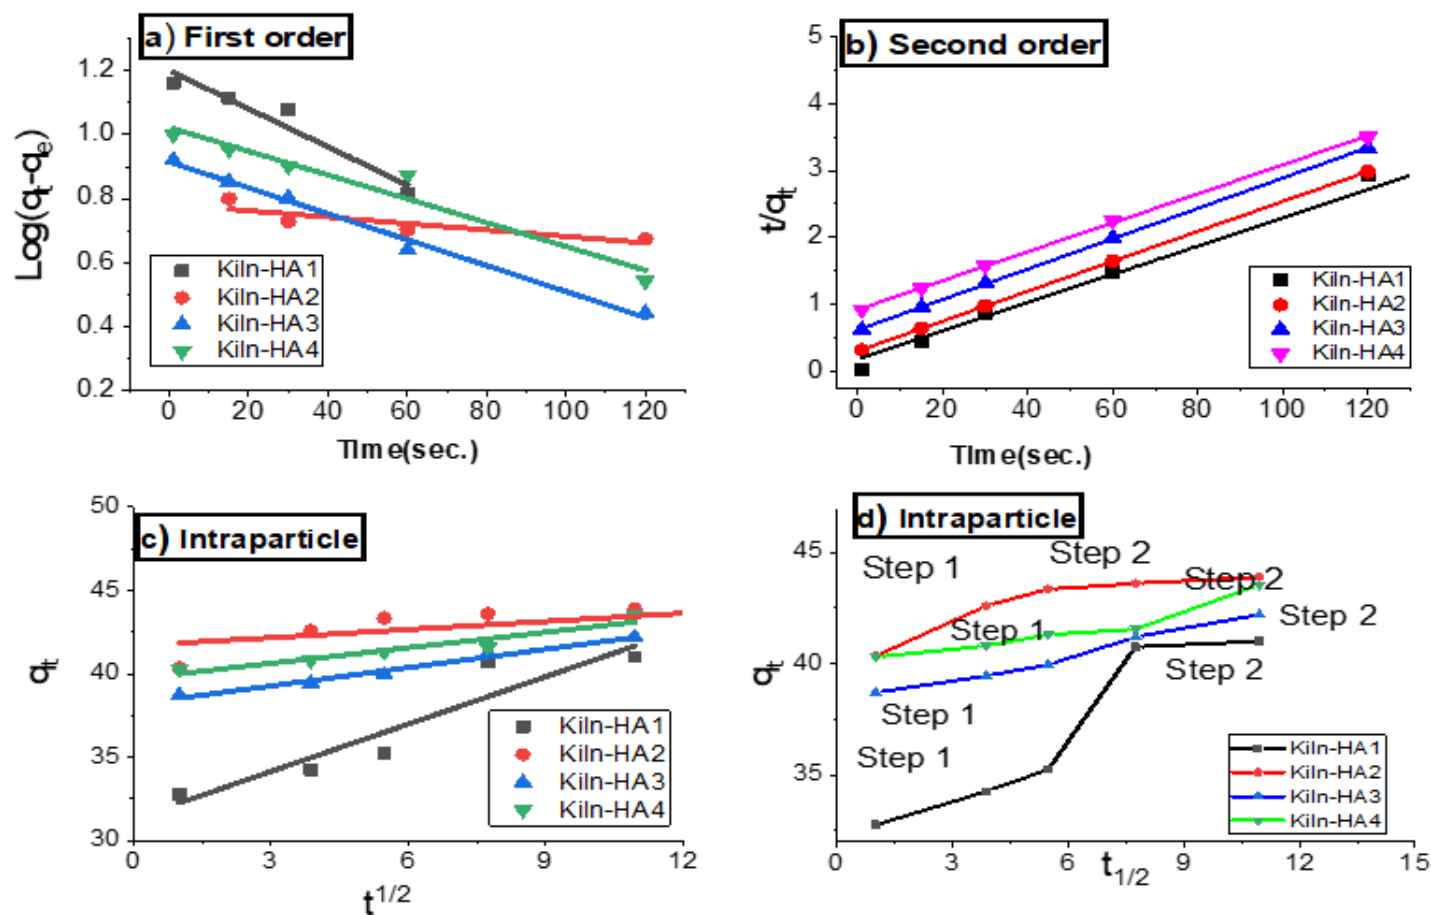 a) First order
Log(qt-qe)
1.2
1.0
0.8
0.6
0.4
0.2
Kiln-HA1
Kiln-HA2
Kiln-HA3
Kiln-HA4
0 20 40 60 80 100 120
Time(sec.)
b) Second order
t/qt
5
4
3
2
1
0
Kiln-HA1
Kiln-HA2
Kiln-HA3
Kiln-HA4
0 20 40 60 80 100 120
Time(sec.)
c) Intraparticle
qt
50
45
40
35
30
Kiln-HA1
Kiln-HA2
Kiln-HA3
Kiln-HA4
0 3 6 9 12
t1/2
d) Intraparticle
qt
45
40
35
Step 1
Step 2
Step 2
Step 1
Step 2
Step 1
Step 2
Step 1
Kiln-HA1
Kiln-HA2
Kiln-HA3
Kiln-HA4
0 3 6 9 12 15
t1/2